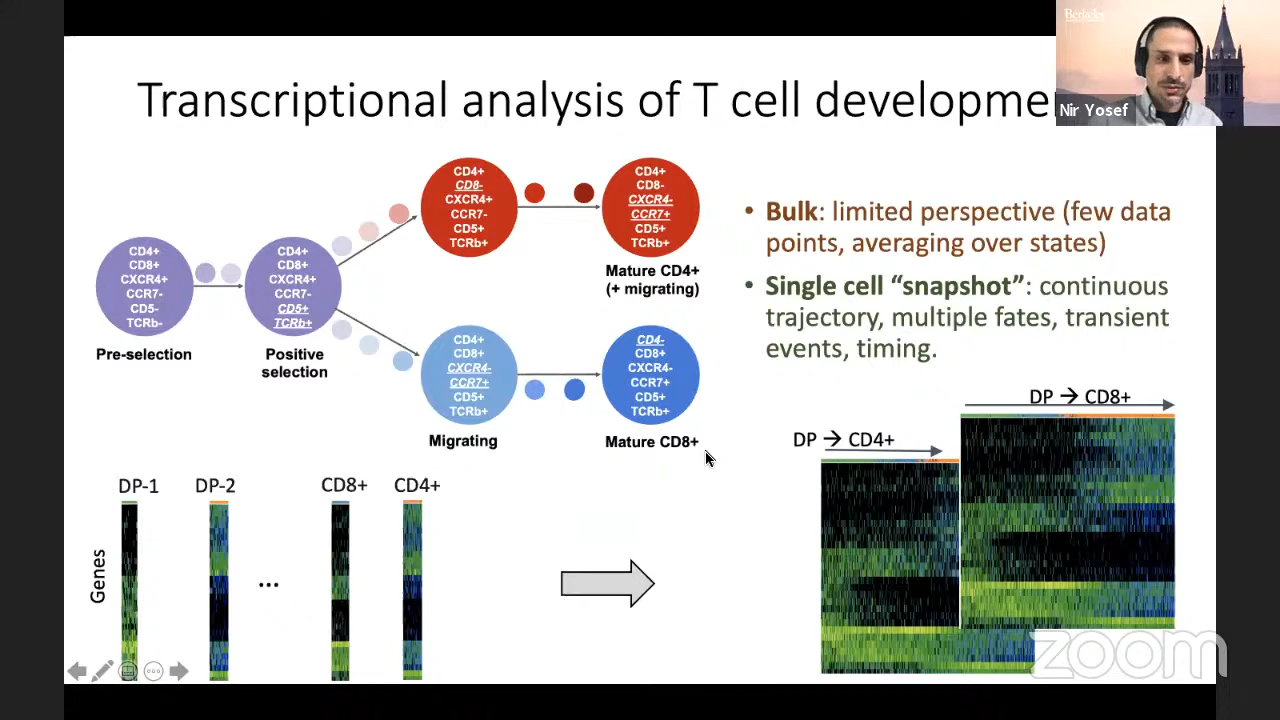 Berkeley
Nir Yosef
Transcriptional analysis of T cell developme
CD4+
CD8+
CXCR4+
CCR7-
CD5-
TCRb-
Pre-selection
CD4+
CD8+
CXCR4+
CCR7-
CD5+
TCRb+
Positive
selection
CD4+
CD8-
CXCR4+
CCR7-
CD5+
TCRb+
CD4+
CD8-
CXCR4-
CCR7+
CD5+
TCRb+
Mature CD4+
(+ migrating)
CD4+
CD8+
CXCR4-
CCR7+
CD5+
TCRb+
Migrating
CD4-
CD8+
CXCR4-
CCR7+
CD5+
TCRb+
Mature CD8+
• Bulk: limited perspective (few data
points, averaging over states)
• Single cell “snapshot”: continuous
trajectory, multiple fates, transient
events, timing.
DP-1
DP-2
CD8+
CD4+
Genes
...
DP → CD4+
DP → CD8+
zoom